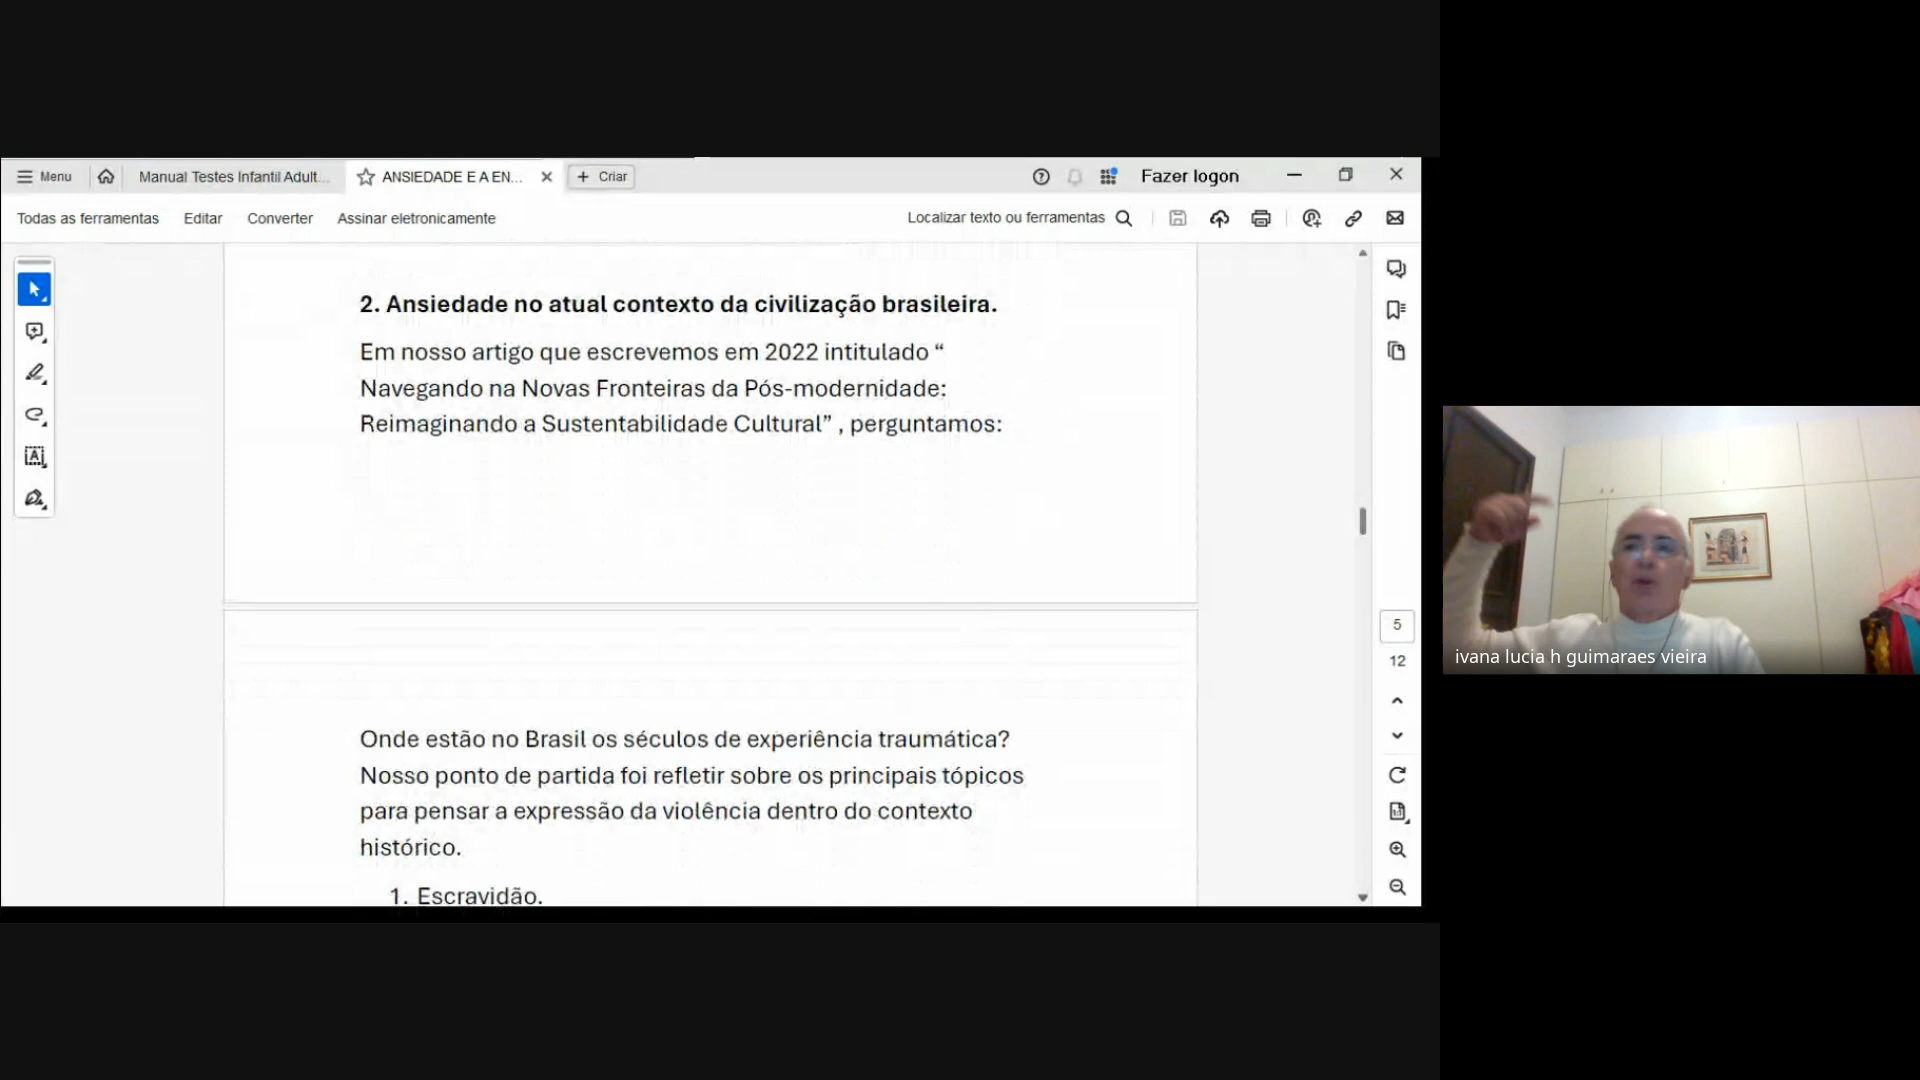 Menu
Manual Testes Infantil Adult...
ANSIEDADE E A EN...
Criar
Fazer logon
Todas as ferramentas
Editar
Converter
Assinar eletronicamente
Localizar texto ou ferramentas
2. Ansiedade no atual contexto da civilização brasileira.
Em nosso artigo que escrevemos em 2022 intitulado “
Navegando na Novas Fronteiras da Pós-modernidade:
Reimaginando a Sustentabilidade Cultural” , perguntamos:
5
12
Onde estão no Brasil os séculos de experiência traumática?
Nosso ponto de partida foi refletir sobre os principais tópicos
para pensar a expressão da violência dentro do contexto
histórico.
1. Escravidão.
ivana lucia h guimaraes vieira